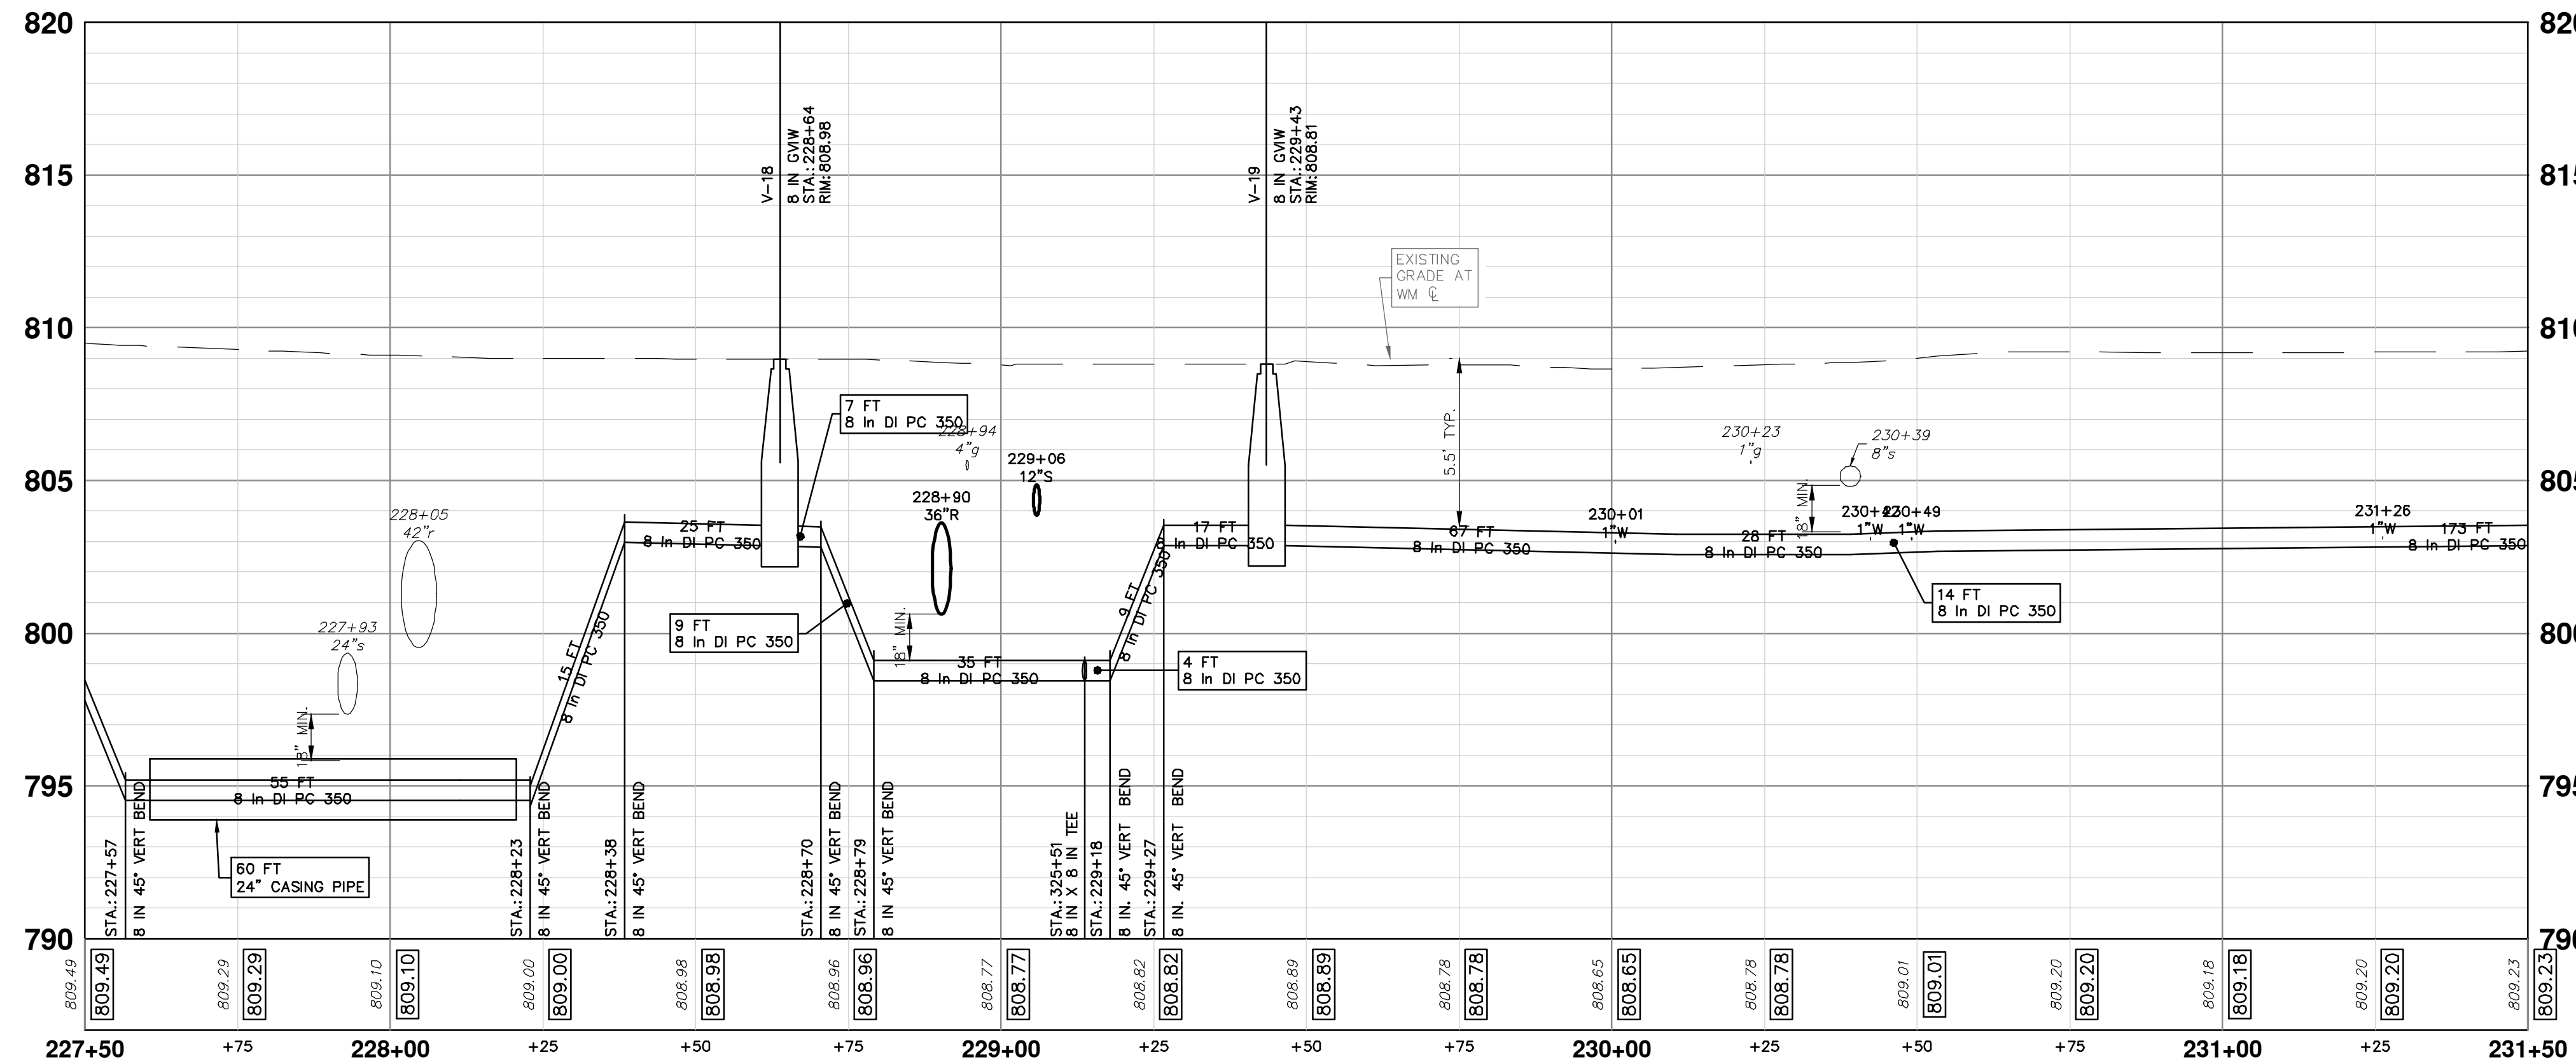 820
815
810
805
800
795
790
V-18
8 IN GVIW
STA.:228+64
RIM:808.98
V-19
8 IN GVIW
STA.:229+43
RIM:808.81
EXISTING
GRADE AT
WM ℄
7 FT
8 In DI PC 350
228+94
4"g
229+06
12"S
228+90
36"R
228+05
42"r
227+93
24"s
18" MIN.
55 FT
8 In DI PC 350
60 FT
24" CASING PIPE
15 FT
8 In DI PC 350
25 FT
8 In DI PC 350
9 FT
8 In DI PC 350
18" MIN.
35 FT
8 In DI PC 350
4 FT
8 In DI PC 350
9 FT
8 In DI PC 350
17 FT
8 In DI PC 350
5.5' TYP.
67 FT
8 In DI PC 350
230+01
1"W
230+23
1"g
230+39
8"s
18" MIN.
28 FT
8 In DI PC 350
230+42
1"W
230+49
1"W
14 FT
8 In DI PC 350
231+26
1"W
173 FT
8 In DI PC 350
STA.:227+57
8 IN 45° VERT BEND
STA.:228+23
8 IN 45° VERT BEND
STA.:228+38
8 IN 45° VERT BEND
STA.:228+70
8 IN 45° VERT BEND
STA.:228+79
8 IN 45° VERT BEND
STA.:325+51
8 IN X 8 IN TEE
STA.:229+18
8 IN. 45° VERT BEND
STA.:229+27
8 IN. 45° VERT BEND
820
815
810
805
800
795
790
809.49 809.49
809.29 809.29
809.10 809.10
809.00 809.00
808.98 808.98
808.96 808.96
808.77 808.77
808.82 808.82
808.89 808.89
808.78 808.78
808.65 808.65
808.78 808.78
809.01 809.01
809.20 809.20
809.18 809.18
809.20 809.20
809.23 809.23
227+50 +75 228+00 +25 +50 +75 229+00 +25 +50 +75 230+00 +25 +50 +75 231+00 +25 231+50